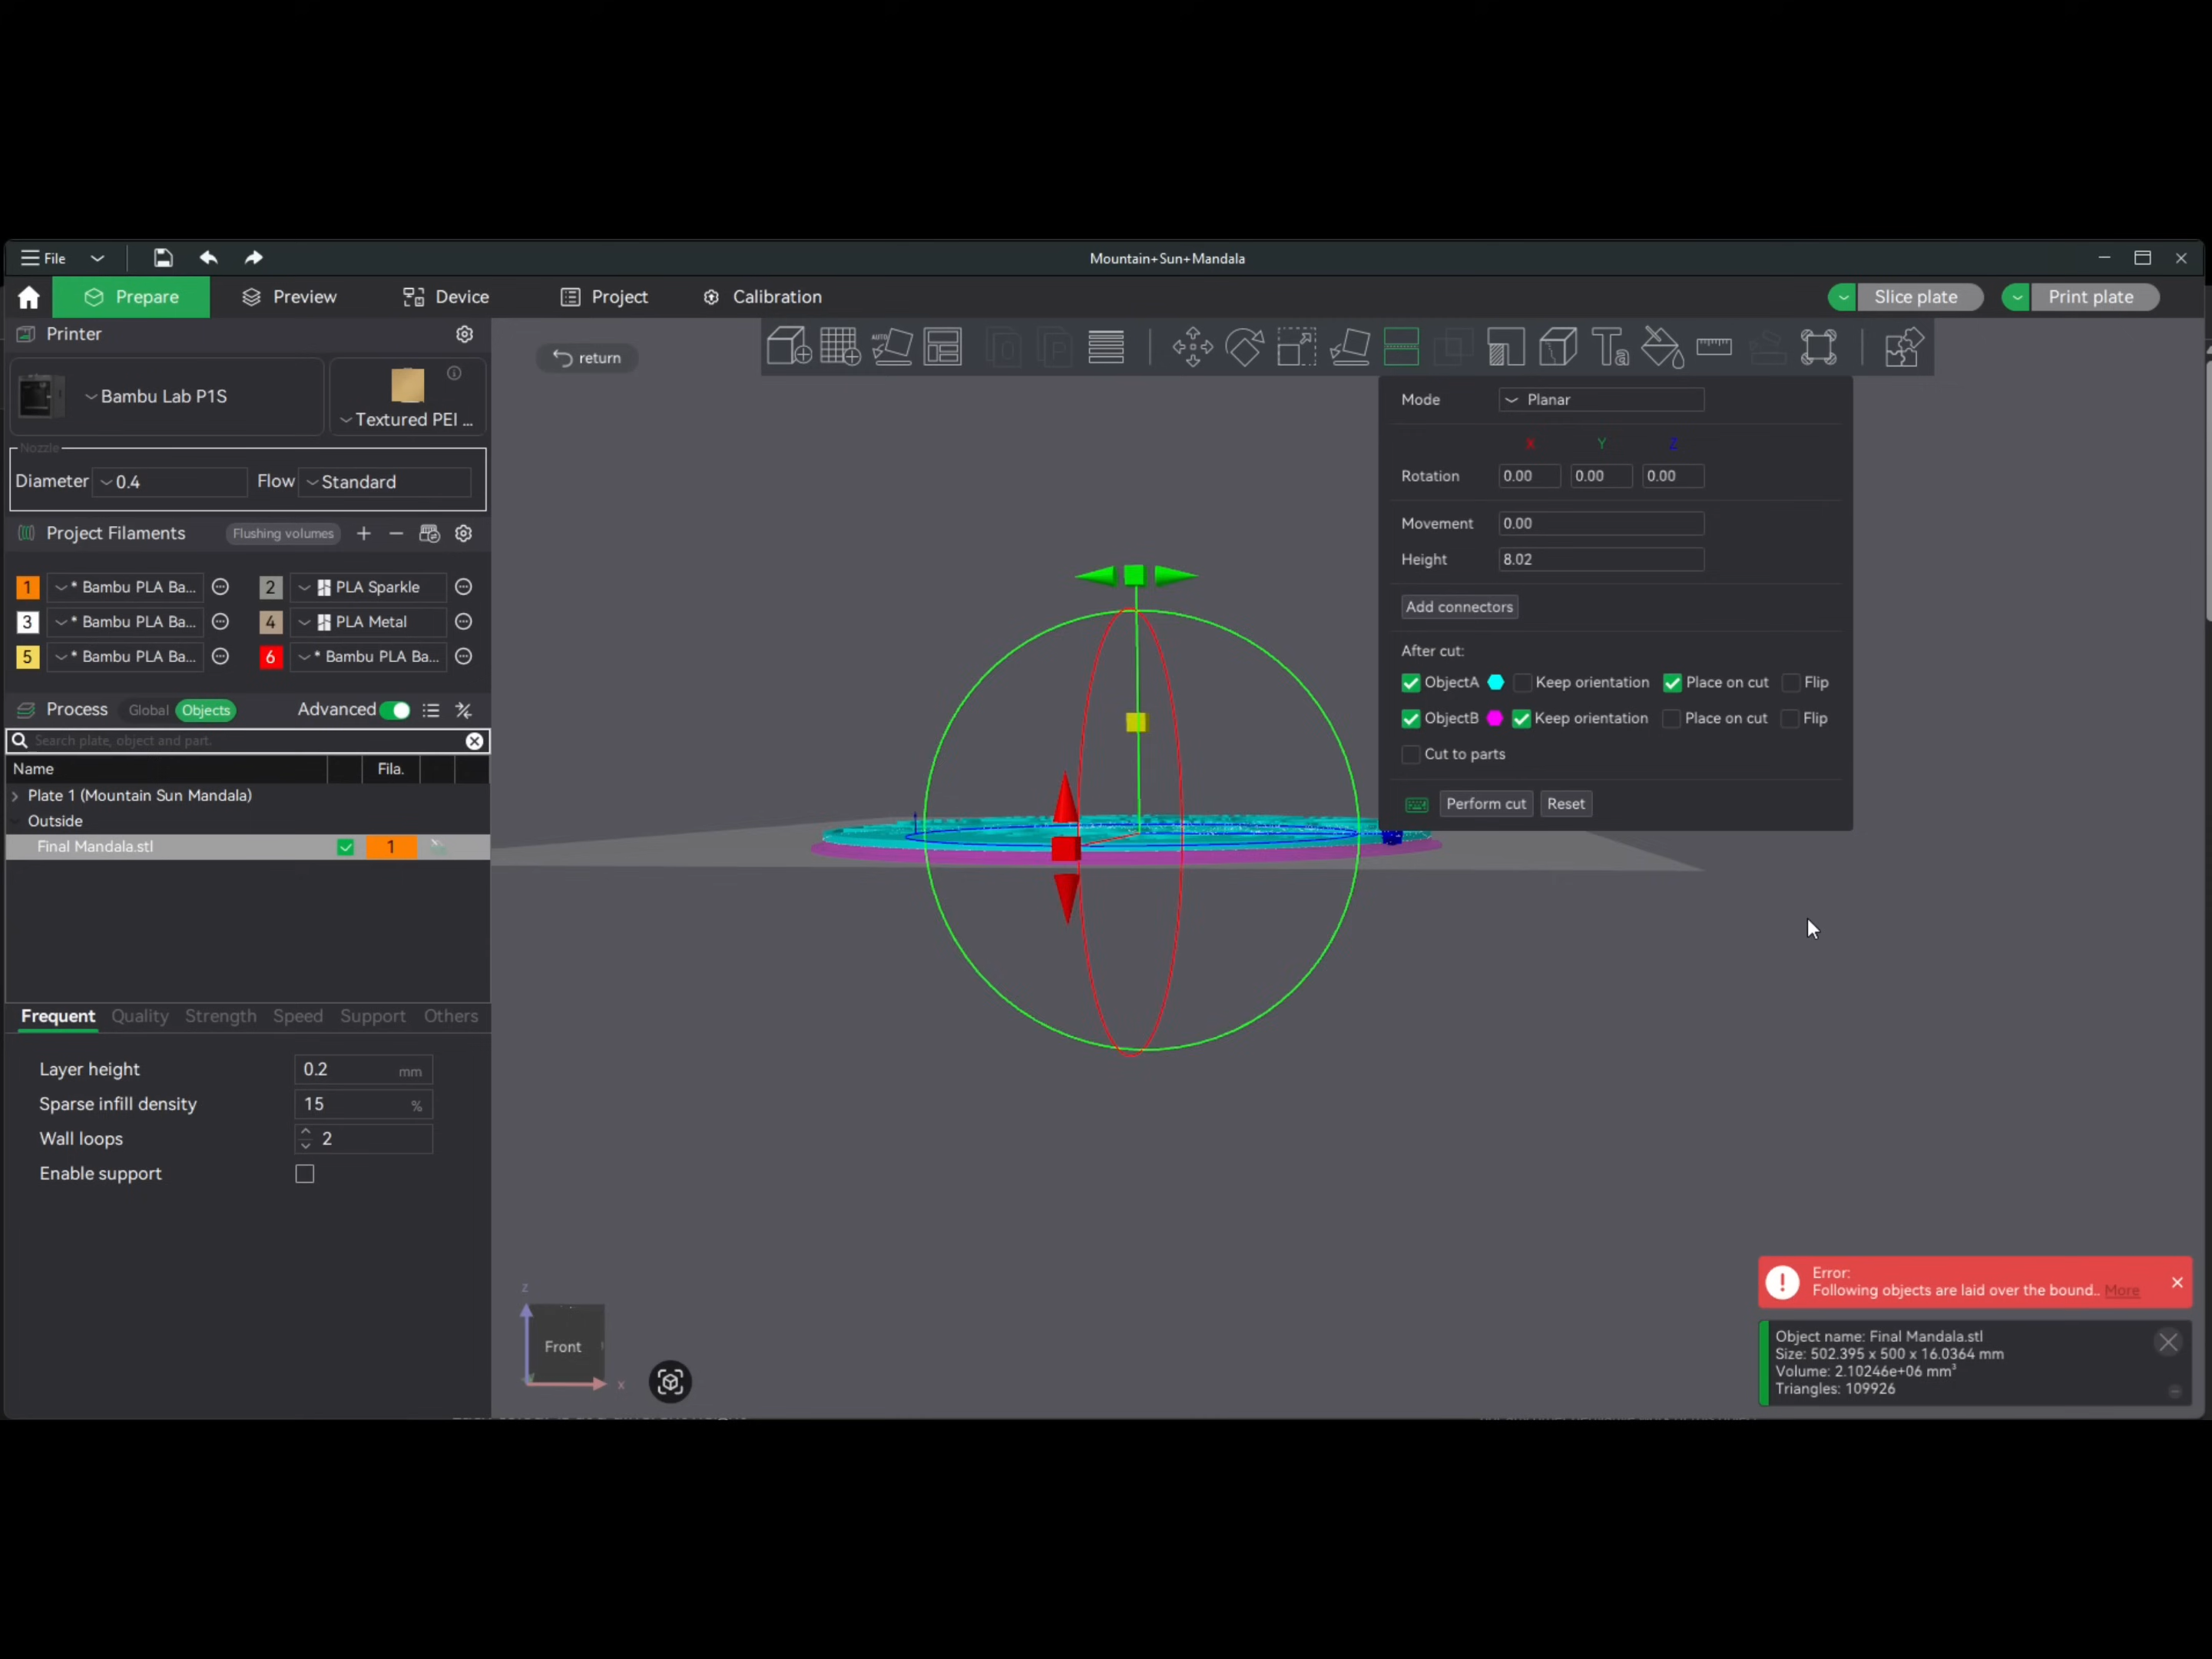 File
Mountain+Sun+Mandala
Prepare
Preview
Device
Project
Calibration
Slice plate
Print plate
Printer
return
Bambu Lab P1S
Textured PEI ...
Nozzle
Diameter
0.4
Flow
Standard
Project Filaments
Flushing volumes
1
* Bambu PLA Ba...
2
PLA Sparkle
3
* Bambu PLA Ba...
4
PLA Metal
5
* Bambu PLA Ba...
6
* Bambu PLA Ba...
Process
Global
Objects
Advanced
Search plate, object and part.
Name
Fila.
Plate 1 (Mountain Sun Mandala)
Outside
Final Mandala.stl
1
Frequent
Quality
Strength
Speed
Support
Others
Layer height
0.2
mm
Sparse infill density
15
%
Wall loops
2
Enable support
AUTO
Mode
Planar
X
Y
Z
Rotation
0.00
0.00
0.00
Movement
0.00
Height
8.02
Add connectors
After cut:
ObjectA
Keep orientation
Place on cut
Flip
ObjectB
Keep orientation
Place on cut
Flip
Cut to parts
Perform cut
Reset
z
Front
x
Error:
Following objects are laid over the bound.. More
Object name: Final Mandala.stl
Size: 502.395 x 500 x 16.0364 mm
Volume: 2.10246e+06 mm³
Triangles: 109926